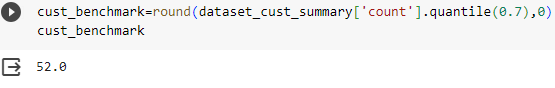 cust_benchmark=round(dataset_cust_summary['count'].quantile(0.7),0)
cust_benchmark
52.0